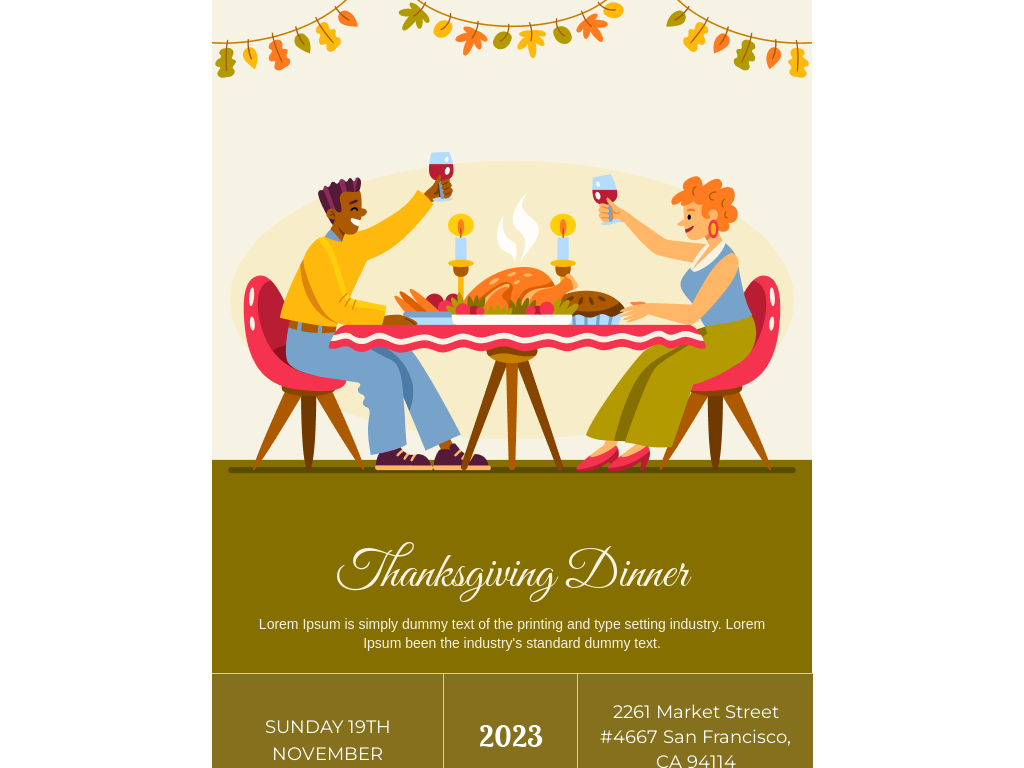 Thanksgiving Dinner
Lorem Ipsum is simply dummy text of the printing and type setting industry. Lorem
Ipsum been the industry's standard dummy text.
SUNDAY 19TH
NOVEMBER
2023
2261 Market Street
#4667 San Francisco,
CA 94114